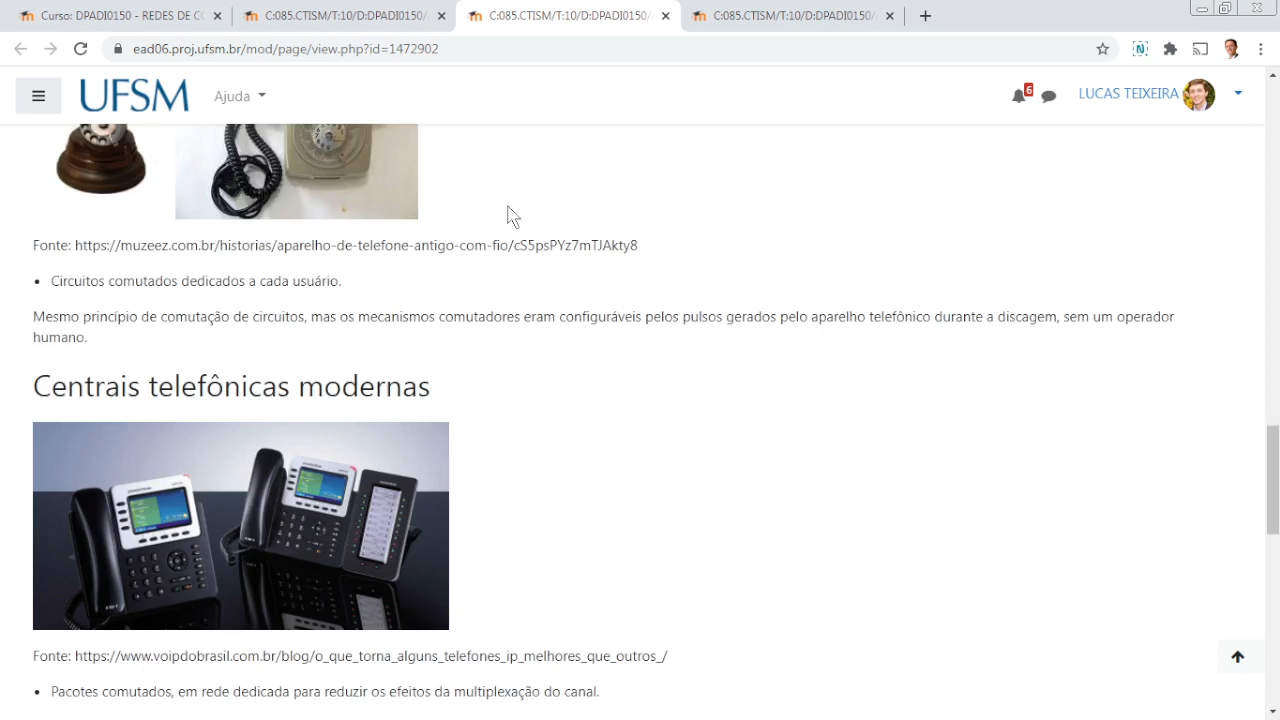 Curso: DPADI0150 - REDES DE CO
C:085.CTISM/T:10/D:DPADI0150/
C:085.CTISM/T:10/D:DPADI0150/
C:085.CTISM/T:10/D:DPADI0150/
ead06.proj.ufsm.br/mod/page/view.php?id=1472902
UFSM
Ajuda
6
LUCAS TEIXEIRA
Fonte: https://muzeez.com.br/historias/aparelho-de-telefone-antigo-com-fio/cS5psPYz7mTJAkty8
• Circuitos comutados dedicados a cada usuário.
Mesmo princípio de comutação de circuitos, mas os mecanismos comutadores eram configuráveis pelos pulsos gerados pelo aparelho telefônico durante a discagem, sem um operador
humano.
Centrais telefônicas modernas
Fonte: https://www.voipdobrasil.com.br/blog/o_que_torna_alguns_telefones_ip_melhores_que_outros_/
• Pacotes comutados, em rede dedicada para reduzir os efeitos da multiplexação do canal.